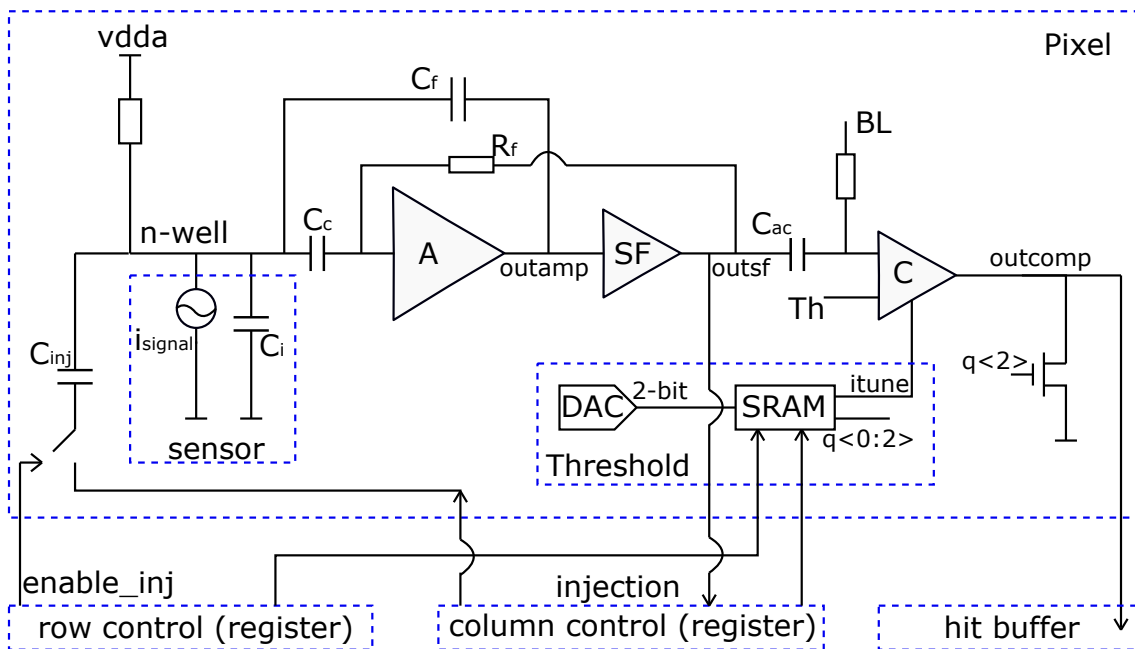 vdda
Pixel
Cf
Rf
BL
n-well
Cc
A
outamp
SF
outsf
Cac
C
outcomp
Th
isignal
Ci
Cinj
sensor
q<2>
itune
DAC
2-bit
SRAM
q<0:2>
Threshold
enable_inj
injection
row control (register)
column control (register)
hit buffer